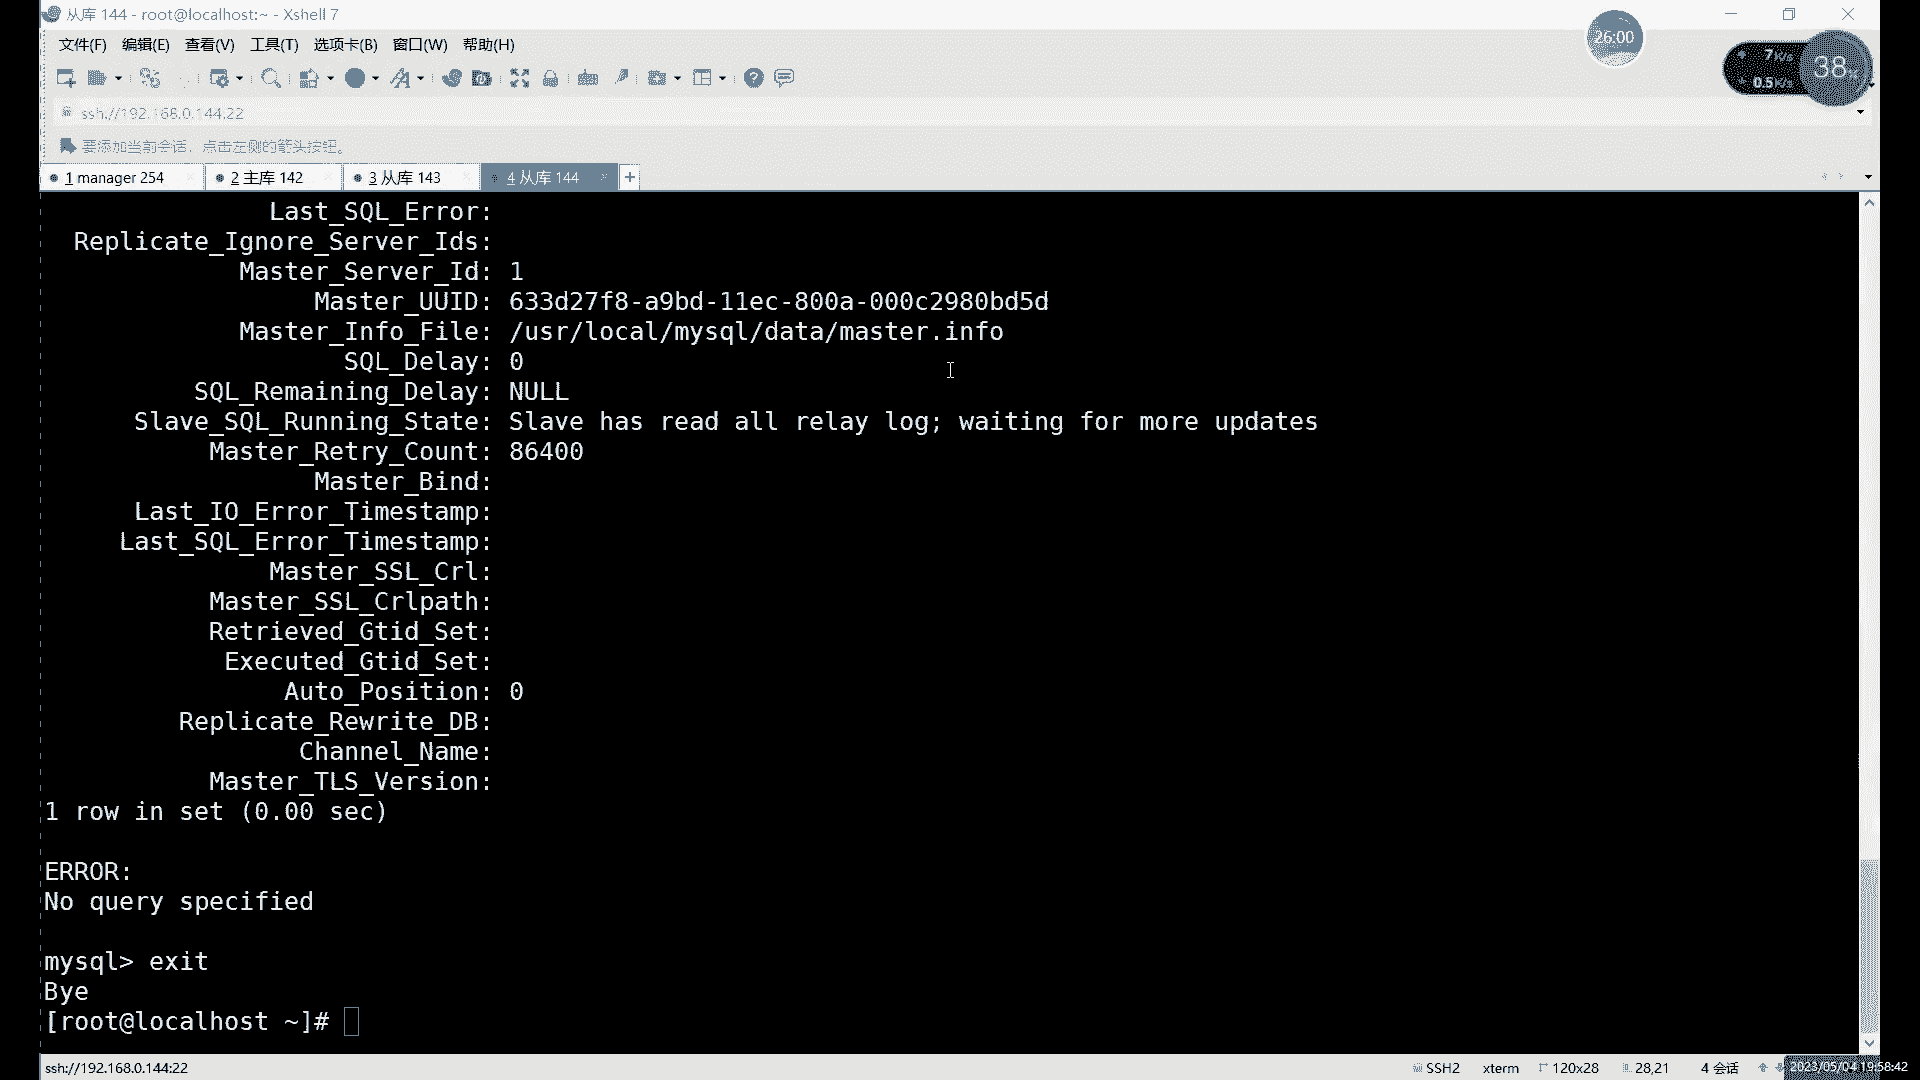 从库 144 - root@localhost:~ - Xshell 7
文件(F) 编辑(E) 查看(V) 工具(T) 选项卡(B) 窗口(W) 帮助(H)
26:00
7K/s
0.5K/s
38%
ssh://192.168.0.144:22
要添加当前会话，点击左侧的箭头按钮。
1 manager 254
2 主库 142
3 从库 143
4 从库 144
Last_SQL_Error:
Replicate_Ignore_Server_Ids:
Master_Server_Id: 1
Master_UUID: 633d27f8-a9bd-11ec-800a-000c2980bd5d
Master_Info_File: /usr/local/mysql/data/master.info
SQL_Delay: 0
SQL_Remaining_Delay: NULL
Slave_SQL_Running_State: Slave has read all relay log; waiting for more updates
Master_Retry_Count: 86400
Master_Bind:
Last_IO_Error_Timestamp:
Last_SQL_Error_Timestamp:
Master_SSL_Crl:
Master_SSL_Crlpath:
Retrieved_Gtid_Set:
Executed_Gtid_Set:
Auto_Position: 0
Replicate_Rewrite_DB:
Channel_Name:
Master_TLS_Version:
1 row in set (0.00 sec)
ERROR:
No query specified
mysql> exit
Bye
[root@localhost ~]#
ssh://192.168.0.144:22
SSH2
xterm
120x28
28,21
4 会话
2023/05/04 19:58:42